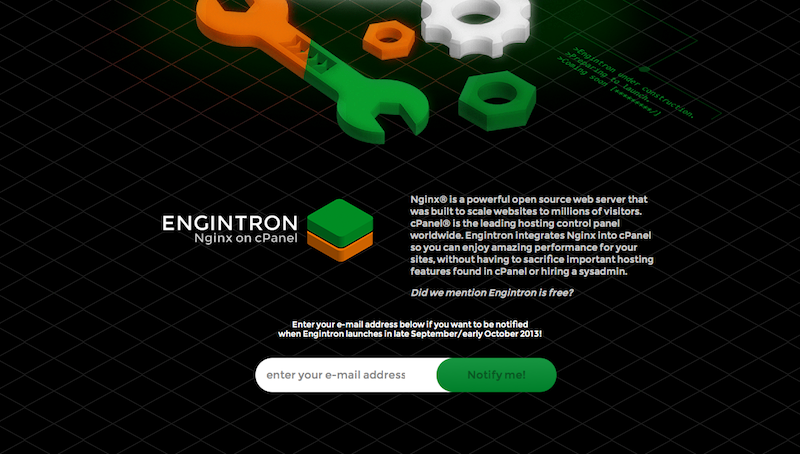 >Engintron under construction.
>Preparing to launch.
>Coming soon [=========/]
ENGINTRON
Nginx on cPanel
Nginx® is a powerful open source web server that
was built to scale websites to millions of visitors.
cPanel® is the leading hosting control panel
worldwide. Engintron integrates Nginx into cPanel
so you can enjoy amazing performance for your
sites, without having to sacrifice important hosting
features found in cPanel or hiring a sysadmin.
Did we mention Engintron is free?
Enter your e-mail address below if you want to be notified
when Engintron launches in late September/early October 2013!
enter your e-mail address
Notify me!